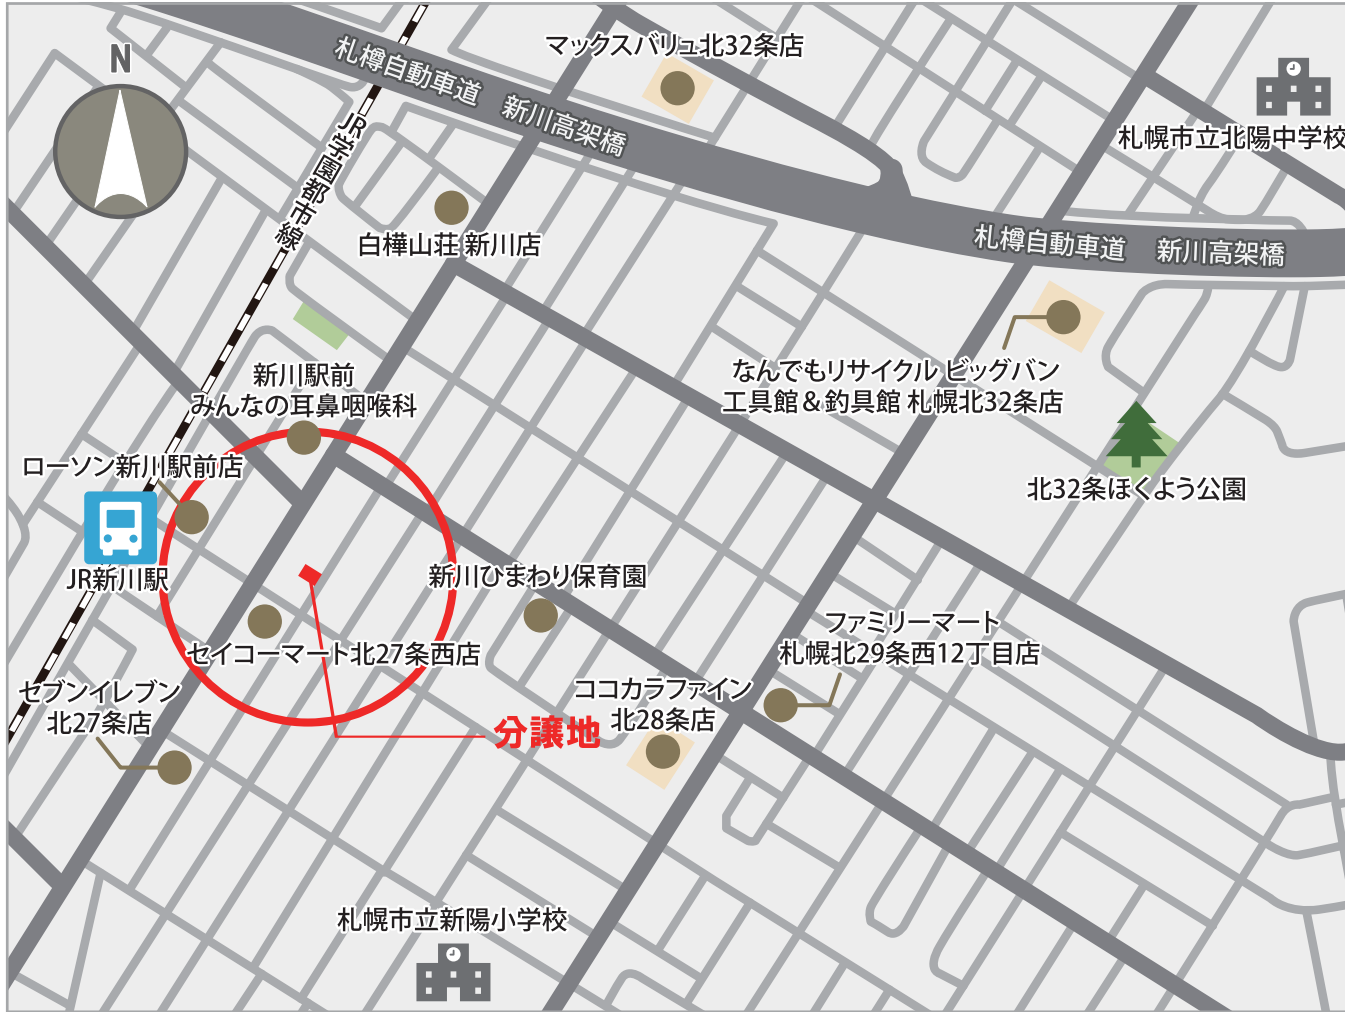 マックスバリュ北32条店
N
札樽自動車道 新川高架橋
札幌市立北陽中学校
JR学園都市線
白樺山荘 新川店
札樽自動車道 新川高架橋
新川駅前
みんなの耳鼻咽喉科
なんでもリサイクル ビッグバン
工具館＆釣具館 札幌北32条店
ローソン新川駅前店
北32条ほくよう公園
JR新川駅
新川ひまわり保育園
セイコーマート北27条西店
ファミリーマート
札幌北29条西12丁目店
セブンイレブン
北27条店
ココカラファイン
北28条店
分譲地
札幌市立新陽小学校